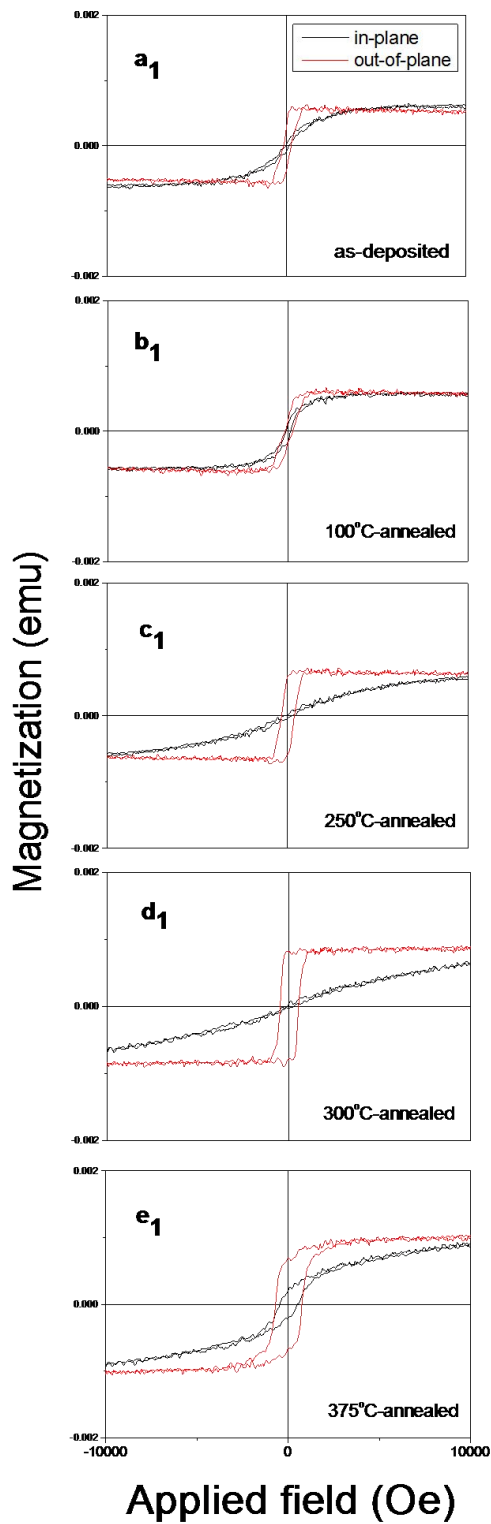 0.002
in-plane
out-of-plane
a1
0.000
as-deposited
-0.002
0.002
b1
0.000
100°C-annealed
-0.002
0.002
c1
0.000
250°C-annealed
-0.002
0.002
d1
0.000
300°C-annealed
-0.002
0.002
e1
0.000
375°C-annealed
-0.002
-10000 0 10000
Applied field (Oe)
Magnetization (emu)